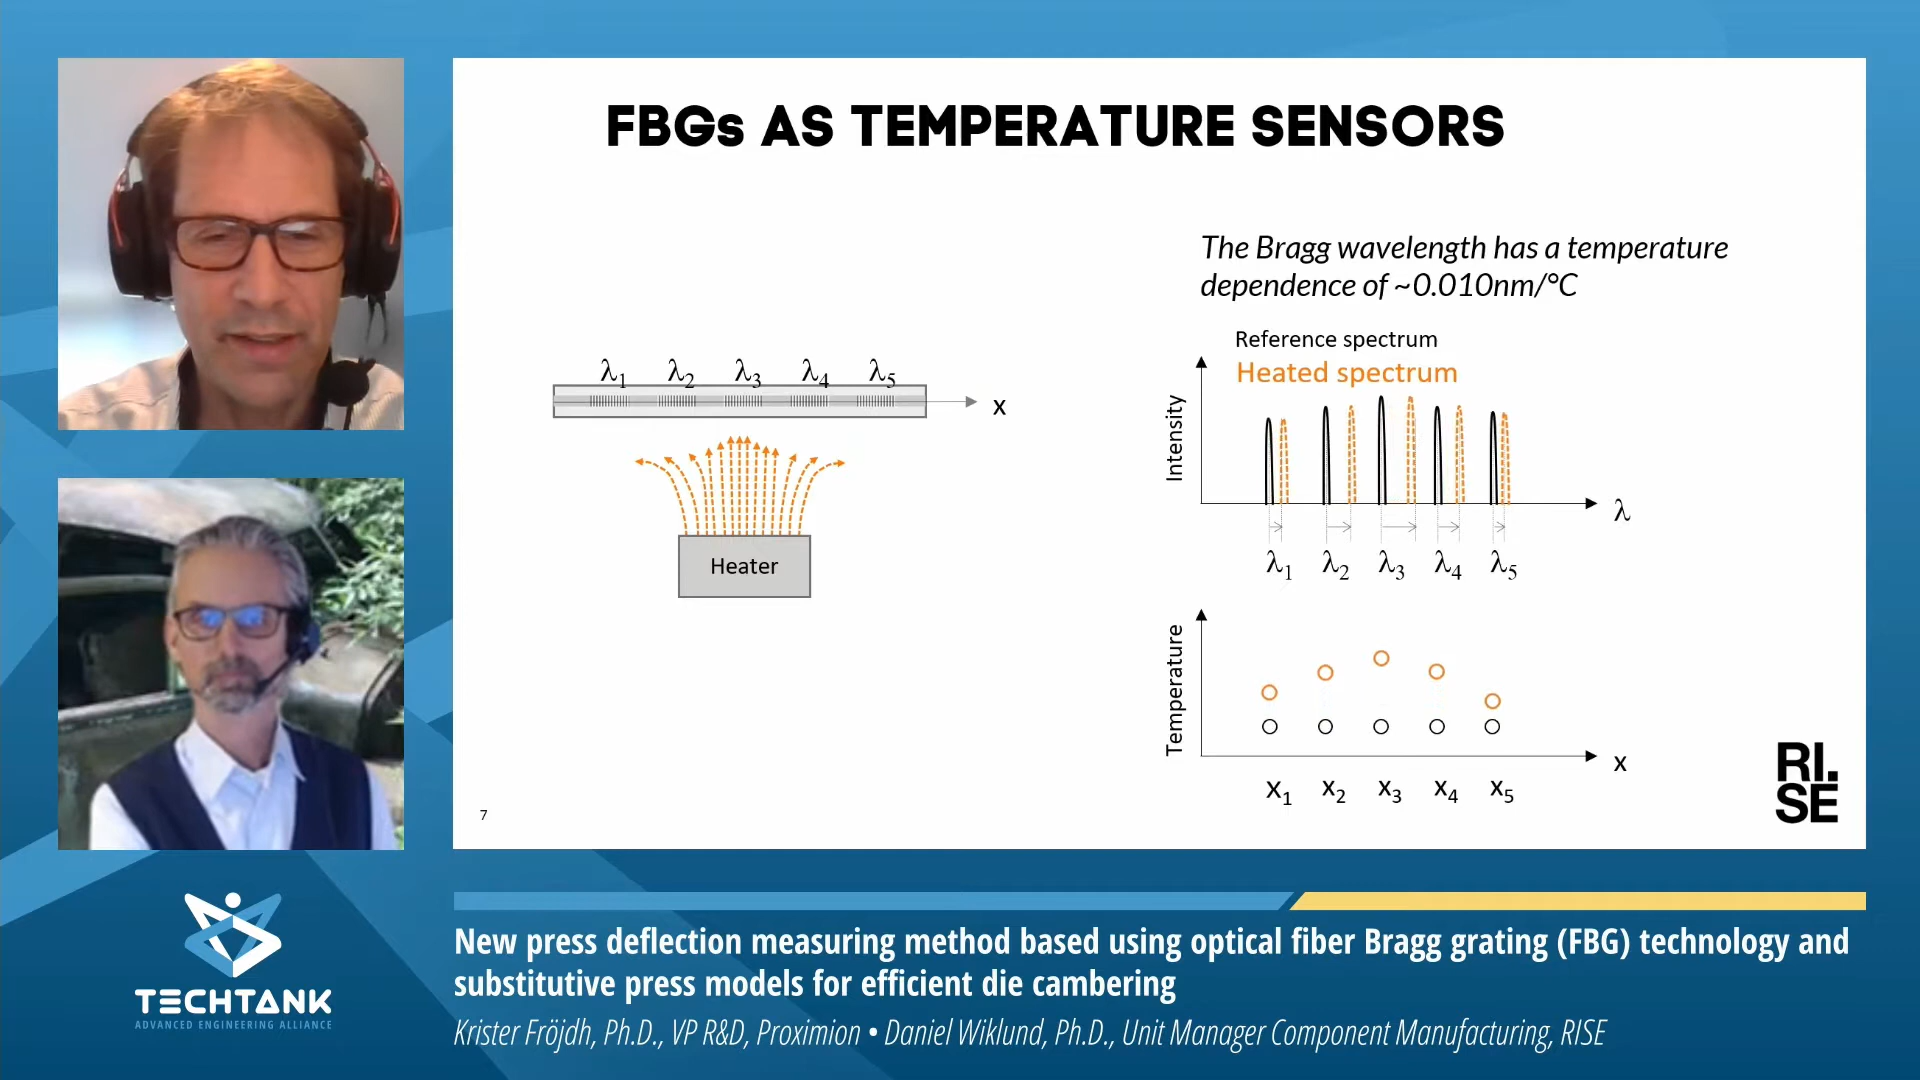 FBGs AS TEMPERATURE SENSORS
The Bragg wavelength has a temperature
dependence of ~0.010nm/°C
Reference spectrum
Heated spectrum
Intensity
λ
λ1 λ2 λ3 λ4 λ5
λ1 λ2 λ3 λ4 λ5
x
Heater
Temperature
x
x1 x2 x3 x4 x5
7
RI.
SE
TECHTANK
ADVANCED ENGINEERING ALLIANCE
New press deflection measuring method based using optical fiber Bragg grating (FBG) technology and
substitutive press models for efficient die cambering
Krister Fröjdh, Ph.D., VP R&D, Proximion • Daniel Wiklund, Ph.D., Unit Manager Component Manufacturing, RISE